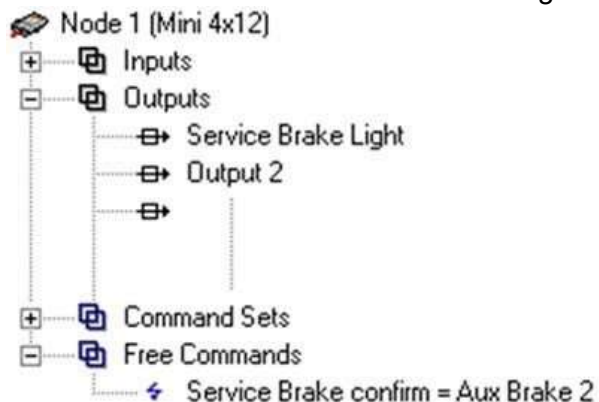 Node 1 (Mini 4x12)
Inputs
Outputs
Service Brake Light
Output 2
Command Sets
Free Commands
Service Brake confirm = Aux Brake 2